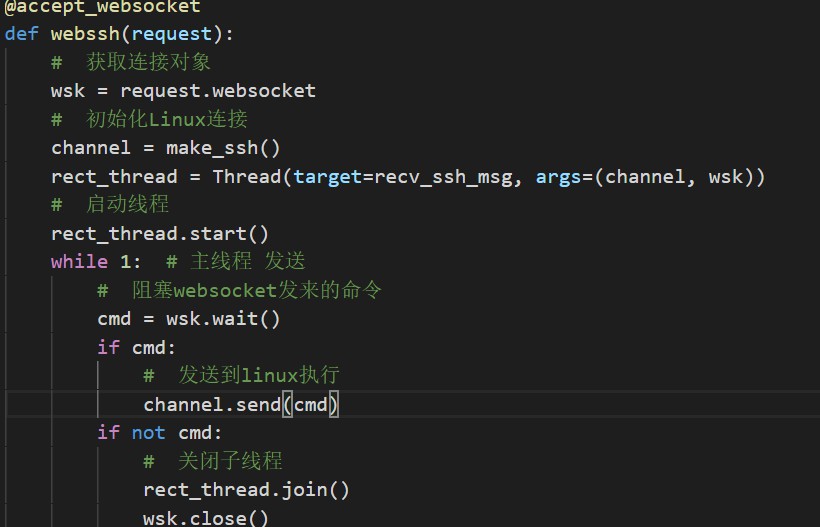 @accept_websocket
def webssh(request):
# 获取连接对象
wsk = request.websocket
# 初始化Linux连接
channel = make_ssh()
rect_thread = Thread(target=recv_ssh_msg, args=(channel, wsk))
# 启动线程
rect_thread.start()
while 1: # 主线程 发送
# 阻塞websocket发来的命令
cmd = wsk.wait()
if cmd:
# 发送到linux执行
channel.send(cmd)
if not cmd:
# 关闭子线程
rect_thread.join()
wsk.close()